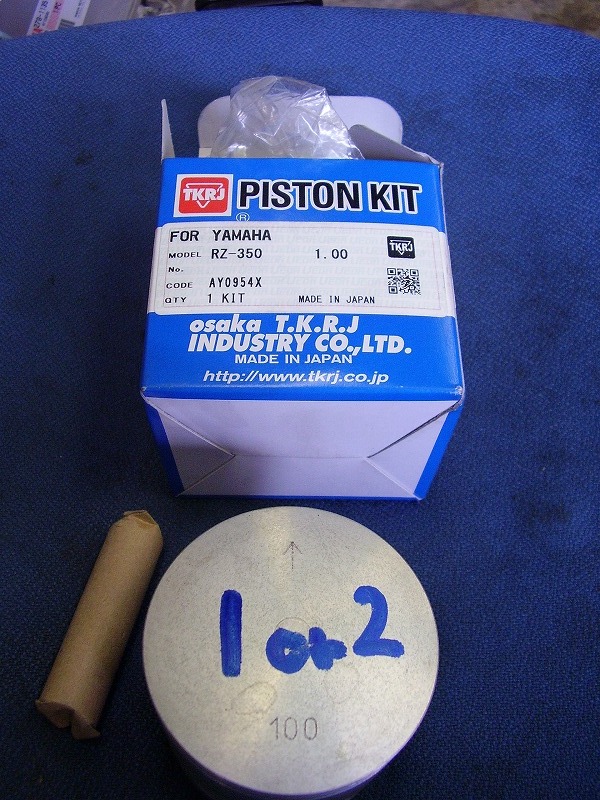 TKRJ PISTON KIT
®
FOR YAMAHA
MODEL RZ-350 1.00
TKRJ
No.
CODE AY0954X
QTY 1 KIT MADE IN JAPAN
osaka T.K.R.J
INDUSTRY CO.,LTD.
MADE IN JAPAN
http://www.tkrj.co.jp
1 or 2
100